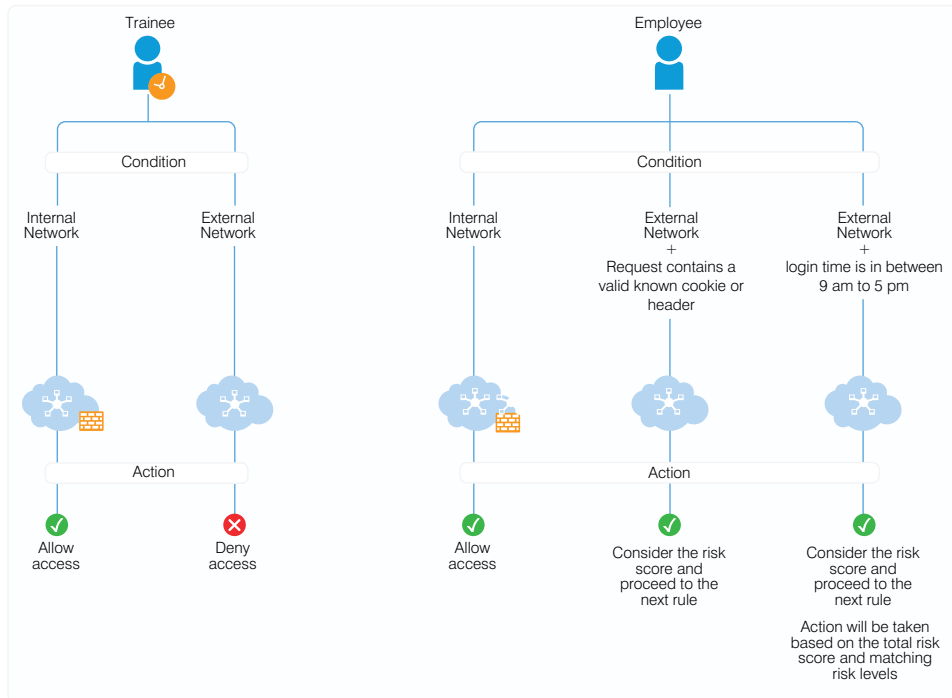 Trainee
Employee
Condition
Condition
Internal
Network
External
Network
Internal
Network
External
Network
+
Request contains a
valid known cookie or
header
External
Network
+
login time is in between
9 am to 5 pm
Action
Action
Allow
access
Deny
access
Allow
access
Consider the risk
score and
proceed to the
next rule
Consider the risk
score and
proceed to the
next rule
Action will be taken
based on the total risk
score and matching
risk levels